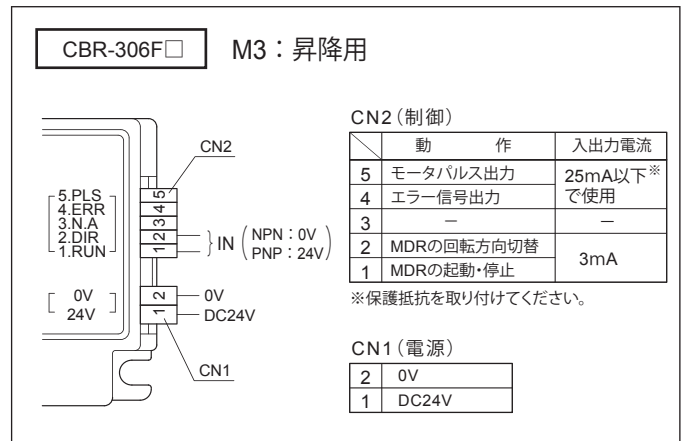 CBR-306F□ M3：昇降用
CN2
5.PLS
4.ERR
3.N.A
2.DIR
1.RUN
5
4
3
2
1
IN (NPN：0V
PNP：24V)
0V
24V
2
1
0V
DC24V
CN1
CN2（制御）
動作 入出力電流
5 モータパルス出力 25mA以下※
で使用
4 エラー信号出力
3 － －
2 MDRの回転方向切替 3mA
1 MDRの起動・停止
※保護抵抗を取り付けてください。
CN1（電源）
2 0V
1 DC24V